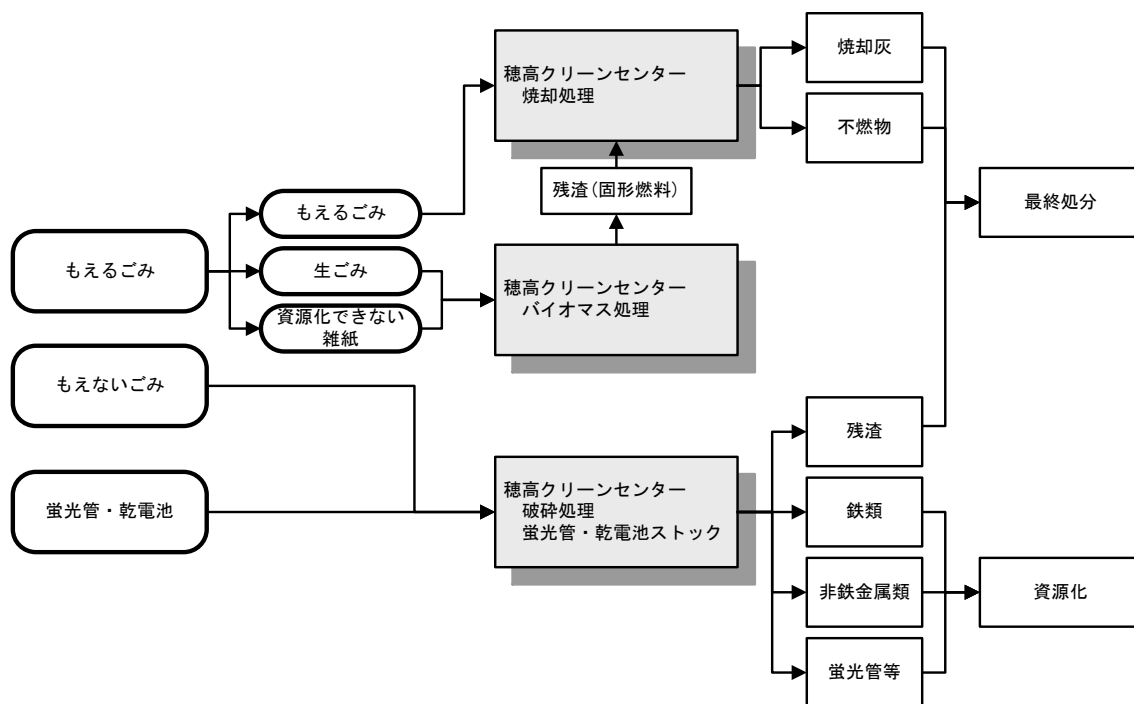 焼却灰
穂高クリーンセンター
焼却処理
不燃物
残渣(固形燃料)
最終処分
もえるごみ
もえるごみ
生ごみ
資源化できない
雑紙
穂高クリーンセンター
バイオマス処理
もえないごみ
残渣
蛍光管・乾電池
穂高クリーンセンター
破砕処理
蛍光管・乾電池ストック
鉄類
非鉄金属類
資源化
蛍光管等